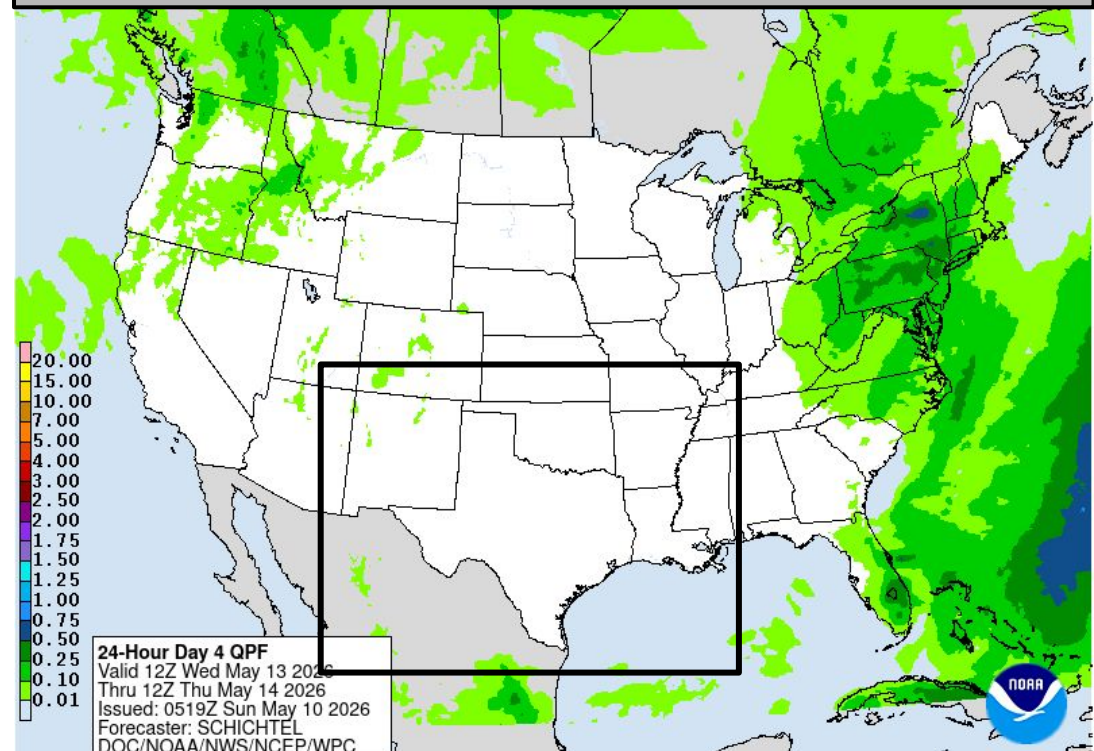 20.00
15.00
10.00
7.00
5.00
4.00
3.00
2.50
2.00
1.75
1.50
1.25
1.00
0.75
0.50
0.25
0.10
0.01
24-Hour Day 4 QPF
Valid 12Z Wed May 13 2026
Thru 12Z Thu May 14 2026
Issued: 0519Z Sun May 10 2026
Forecaster: SCHICHTEL
DOC/NOAA/NWS/NCEP/WPC
NOAA